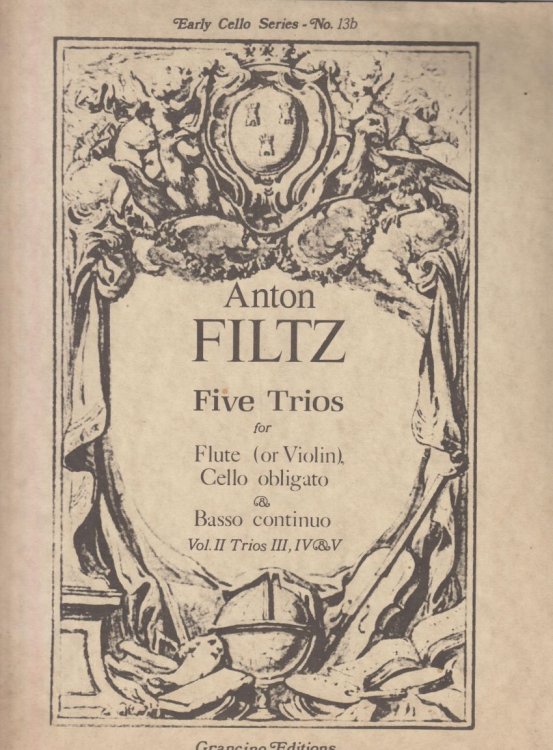 Early Cello Series - No. 13b
Anton
FILTZ
Five Trios
for
Flute (or Violin),
Cello obligato
&
Basso continuo
Vol. II Trios III, IV & V
Grancino Editions